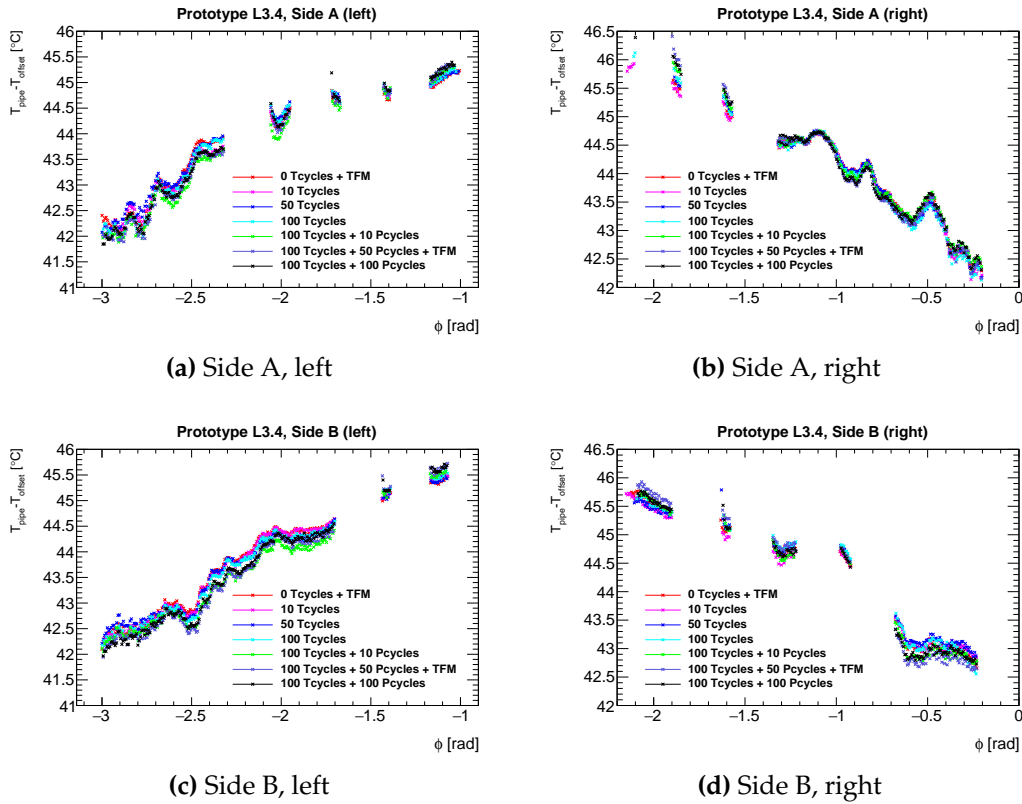 Prototype L3.4, Side A (left)
T_pipe-T_offset [°C]
46
45.5
45
44.5
44
43.5
43
42.5
42
41.5
41
0 Tcycles + TFM
10 Tcycles
50 Tcycles
100 Tcycles
100 Tcycles + 10 Pcycles
100 Tcycles + 50 Pcycles + TFM
100 Tcycles + 100 Pcycles
−3 −2.5 −2 −1.5 −1
ϕ [rad]
(a) Side A, left
Prototype L3.4, Side A (right)
T_pipe-T_offset [°C]
46.5
46
45.5
45
44.5
44
43.5
43
42.5
42
0 Tcycles + TFM
10 Tcycles
50 Tcycles
100 Tcycles
100 Tcycles + 10 Pcycles
100 Tcycles + 50 Pcycles + TFM
100 Tcycles + 100 Pcycles
−2 −1.5 −1 −0.5 0
ϕ [rad]
(b) Side A, right
Prototype L3.4, Side B (left)
T_pipe-T_offset [°C]
46
45.5
45
44.5
44
43.5
43
42.5
42
41.5
41
0 Tcycles + TFM
10 Tcycles
50 Tcycles
100 Tcycles
100 Tcycles + 10 Pcycles
100 Tcycles + 50 Pcycles + TFM
100 Tcycles + 100 Pcycles
−3 −2.5 −2 −1.5 −1
ϕ [rad]
(c) Side B, left
Prototype L3.4, Side B (right)
T_pipe-T_offset [°C]
46.5
46
45.5
45
44.5
44
43.5
43
42.5
42
0 Tcycles + TFM
10 Tcycles
50 Tcycles
100 Tcycles
100 Tcycles + 10 Pcycles
100 Tcycles + 50 Pcycles + TFM
100 Tcycles + 100 Pcycles
−2 −1.5 −1 −0.5 0
ϕ [rad]
(d) Side B, right